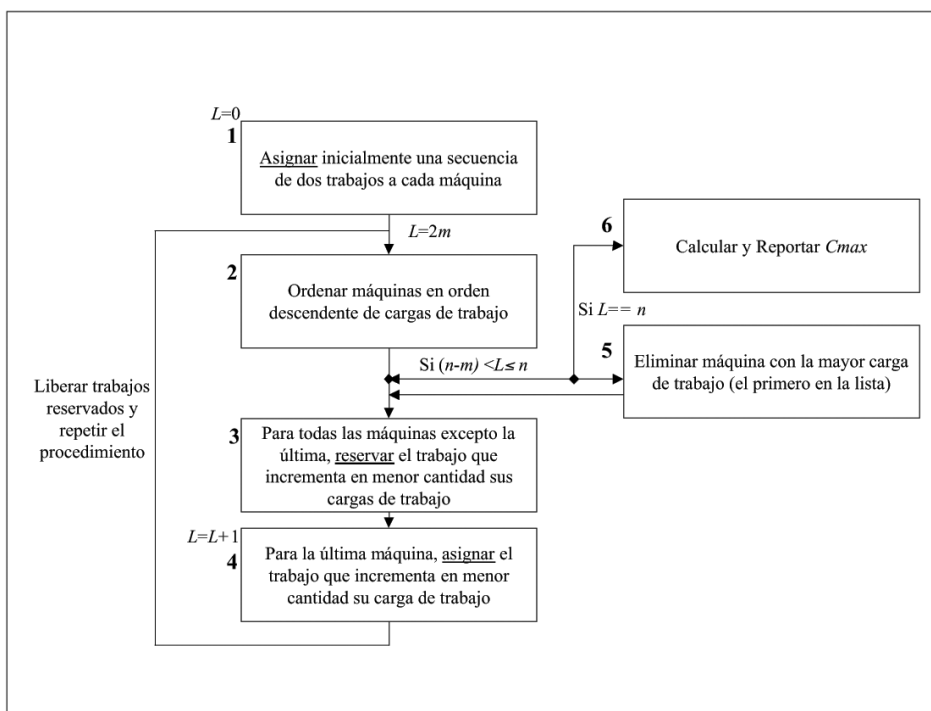 L=0
1
Asignar inicialmente una secuencia
de dos trabajos a cada máquina
L=2m
2
Ordenar máquinas en orden
descendente de cargas de trabajo
6
Calcular y Reportar Cmax
Si L== n
Si (n-m) <L≤ n
5
Eliminar máquina con la mayor carga
de trabajo (el primero en la lista)
Liberar trabajos
reservados y
repetir el
procedimiento
3
Para todas las máquinas excepto la
última, reservar el trabajo que
incrementa en menor cantidad sus
cargas de trabajo
L=L+1
4
Para la última máquina, asignar el
trabajo que incrementa en menor
cantidad su carga de trabajo